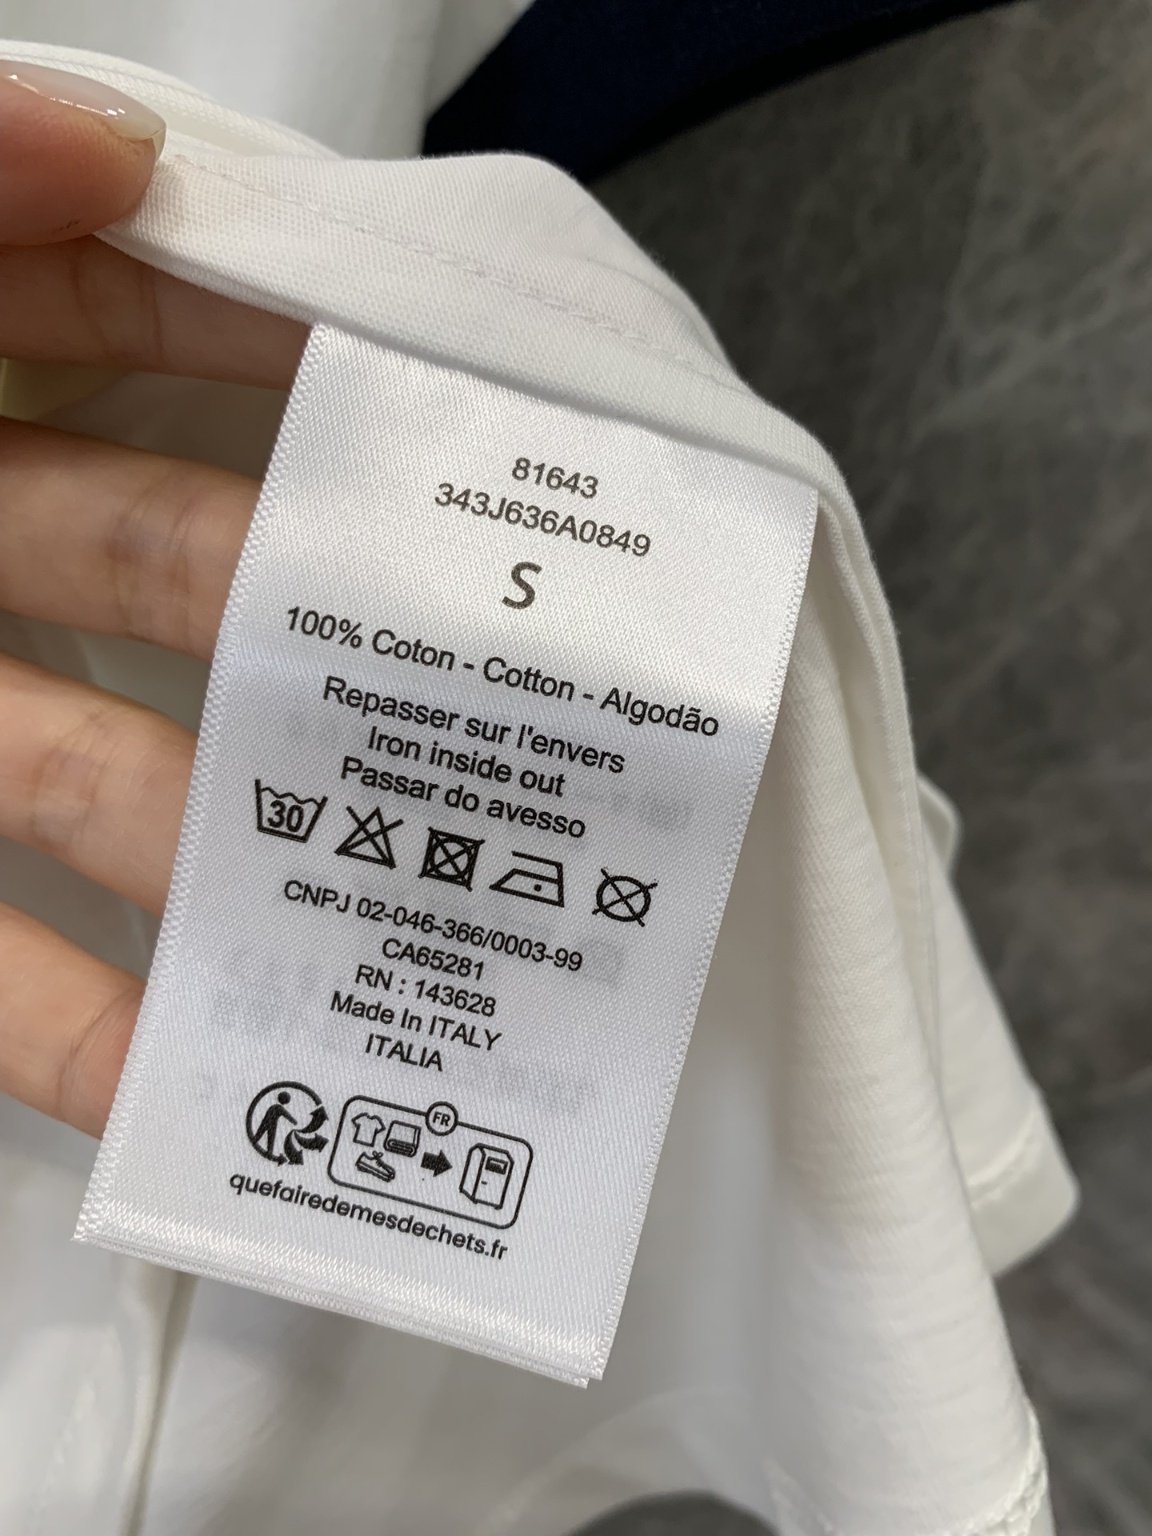 81643
343J636A0849
S
100% Coton - Cotton - Algodão
Repasser sur l'envers
Iron inside out
Passar do avesso
30
CNPJ 02-046-366/0003-99
CA65281
RN : 143628
Made In ITALY
ITALIA
FR
quefairedemesdechets.fr